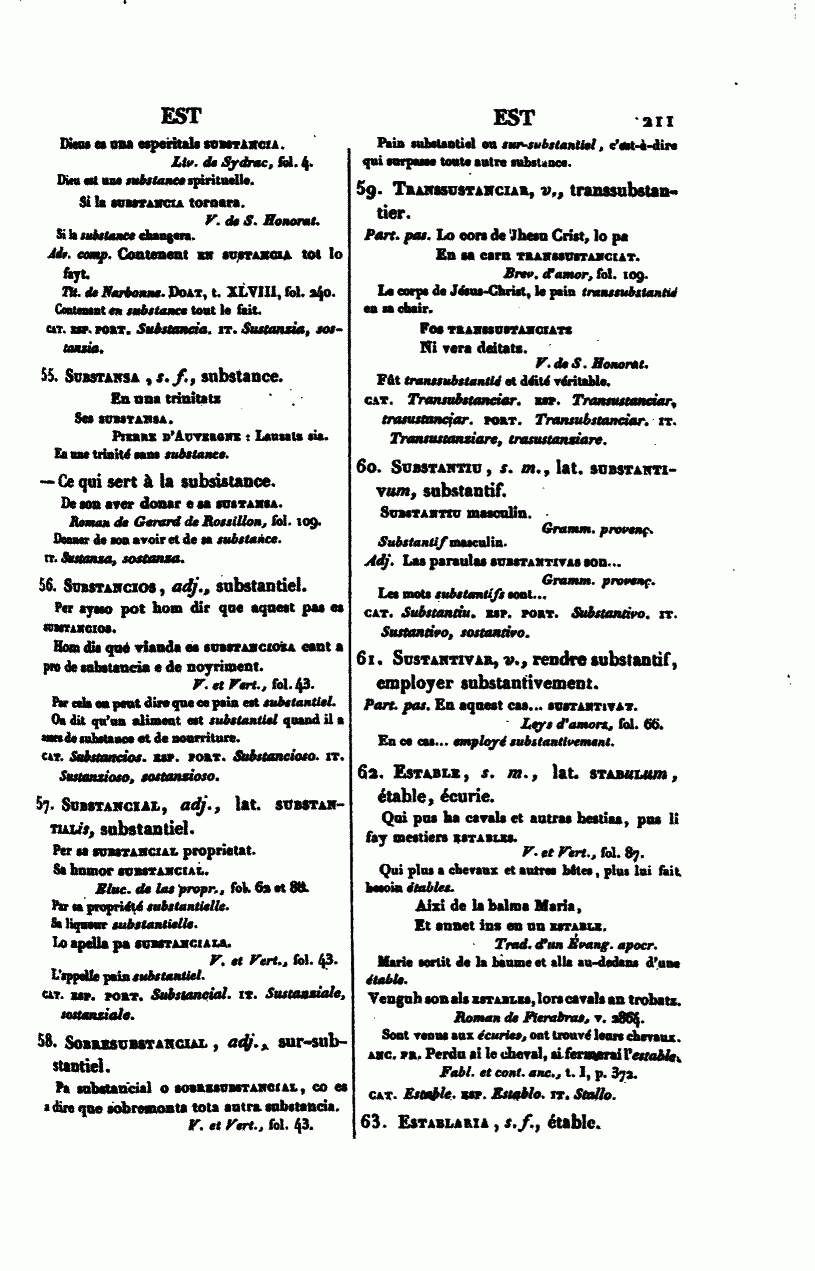 EST
Dieus es una esperitals SUBSTANCIA.
Liv. de Sydrac, fol. 4.
Dieu est une substance spirituelle.
Si la SUBSTANCIA tornera.
V. de S. Honorat.
Si la substance changera.
Adv. comp. Contenent EN SUSTANCIA tot lo
fayt.
Tit. de Narbonne. DOAT, t. XLVIII, fol. 240.
Contenant en substance tout le fait.
CAT. ESP. PORT. Substancia. IT. Sustanzia, sos-
tanzia.
55. SUBSTANSA, s. f., substance.
En una trinitatz
Ses SUBSTANSA.
PIERRE D'AUVERGNE : Lauzatz sia.
En une trinité sans substance.
— Ce qui sert à la subsistance.
De son aver donar e sa SUSTANSA.
Roman de Gerard de Rossillon, fol. 109.
Donner de son avoir et de sa substance.
IT. Sustanza, sostanza.
56. SUBSTANCIOS, adj., substantiel.
Per aysso pot hom dir que aquest pas es
SUBSTANCIOS.
Hom dis que vianda es SUBSTANCIOZA cant a
pro de substancia e de noyriment.
V. et Vert., fol. 43.
Par cela on peut dire que ce pain est substantiel.
On dit qu'un aliment est substantiel quand il a
assez de substance et de nourriture.
CAT. Substancios. ESP. PORT. Substancioso. IT.
Sustanzioso, sostanzioso.
57. SUBSTANCIAL, adj., lat. SUBSTAN-
TIALis, substantiel.
Per sa SUBSTANCIAL proprietat.
Sa humor SUBSTANCIAL.
Eluc. de las propr., fol. 62 et 88.
Par sa propriété substantielle.
Sa liqueur substantielle.
Lo apella pa SUBSTANCIALS.
V. et Vert., fol. 43.
L'appelle pain substantiel.
CAT. ESP. PORT. Substancial. IT. Sustanziale,
sostanziale.
58. SOBRESUBSTANCIAL, adj., sur-sub-
stantiel.
Pa substancial o SOBRESUBSTANCIAL, co es
a dire que sobremonta tota autra substancia.
V. et Vert., fol. 43.
EST 211
Pain substantiel ou sur-substantiel, c'est-à-dire
qui surpasse toute autre substance.
59. TRANSSUSTANCIAR, v., transsubstan-
tier.
Part. pas. Lo cors de Jhesu Crist, lo pa
En sa carn TRANSSUSTANCIAT.
Brev. d'amor, fol. 109.
Le corps de Jésus-Christ, le pain transsubstantié
en sa chair.
Fos TRANSSUSTANCIATZ
Ni vera deitatz.
V. de S. Honorat.
Fût transsubstantié et déité véritable.
CAT. Transubstanciar. ESP. Transustanciar,
trasustanciar. PORT. Transubstanciar. IT.
Transustanziare, trasustanziare.
60. SUBSTANTIU, s. m., lat. SUBSTANTI-
Vum, substantif.
SUBSTANTIU masculin.
Gramm. provenç.
Substantif masculin.
Adj. Las paraulas SUBSTANTIVAS son...
Gramm. provenç.
Les mots substantifs sont...
CAT. Substantiu. ESP. PORT. Substantivo. IT.
Sustantivo, sostantivo.
61. SUSTANTIVAR, v., rendre substantif,
employer substantivement.
Part. pas. En aquest cas... SUSTANTIVAT.
Leys d'amors, fol. 66.
En ce cas... employé substantivement.
62. ESTABLE, s. m., lat. STABULUM,
étable, écurie.
Qui pus ha cavals et autras bestias, pus li
fay mestiers ESTABLES.
V. et Vert., fol. 87.
Qui plus a chevaux et autres bêtes, plus lui fait
besoin étables.
Aixi de la balma Maria,
Et annet ins en un ESTABLE.
Trad. d'un Évang. apocr.
Marie sortit de la baume et alla au-dedans d'une
étable.
Vengutz son als ESTABLES, lors cavals an trobatz.
Roman de Fierabras, v. 2864.
Sont venus aux écuries, ont trouvé leurs chevaux.
ANC. FR. Perdu ai le cheval, si fermerai l'estable.
Fabl. et cont. anc., t. I, p. 372.
CAT. Estable. ESP. Establo. IT. Stallo.
63. ESTABLARIA, s. f., étable.